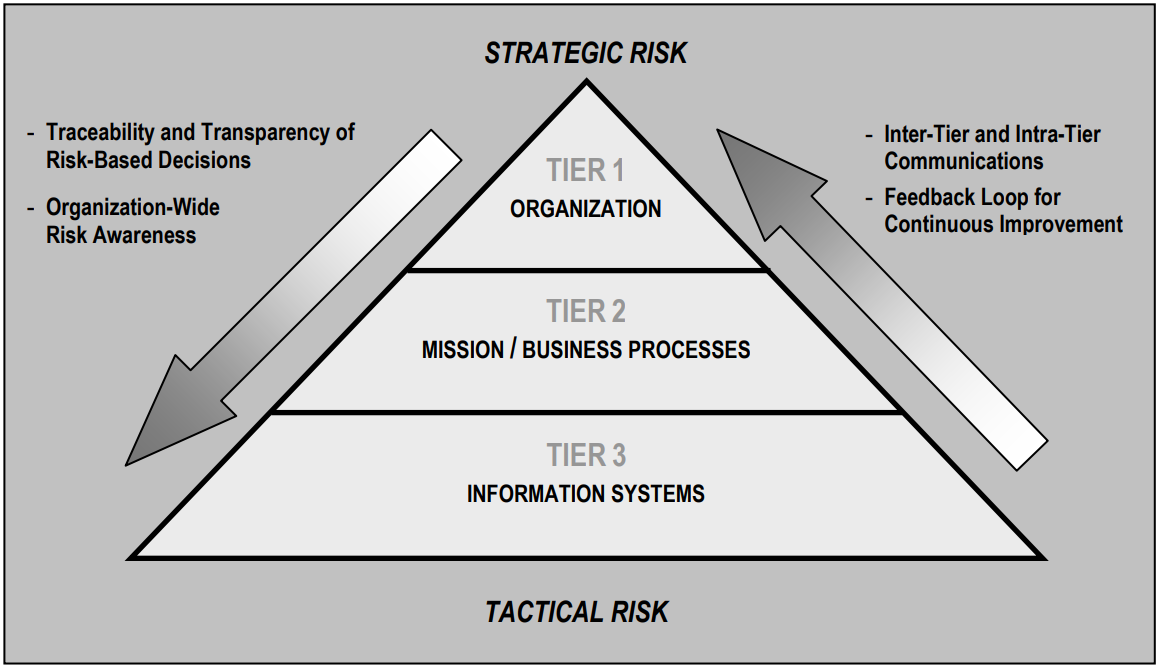 STRATEGIC RISK
- Traceability and Transparency of
Risk-Based Decisions
- Organization-Wide
Risk Awareness
- Inter-Tier and Intra-Tier
Communications
- Feedback Loop for
Continuous Improvement
TIER 1
ORGANIZATION
TIER 2
MISSION / BUSINESS PROCESSES
TIER 3
INFORMATION SYSTEMS
TACTICAL RISK